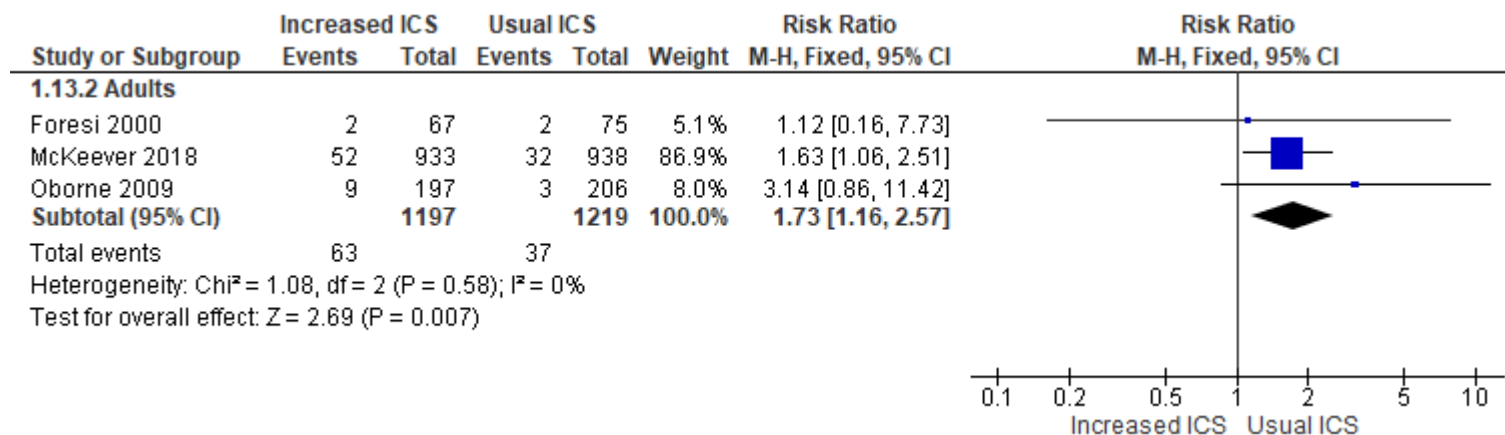 Increased ICS Usual ICS Risk Ratio Risk Ratio
Study or Subgroup Events Total Events Total Weight M-H, Fixed, 95% CI M-H, Fixed, 95% CI
1.13.2 Adults
Foresi 2000 2 67 2 75 5.1% 1.12 [0.16, 7.73]
McKeever 2018 52 933 32 938 86.9% 1.63 [1.06, 2.51]
Oborne 2009 9 197 3 206 8.0% 3.14 [0.86, 11.42]
Subtotal (95% CI) 1197 1219 100.0% 1.73 [1.16, 2.57]
Total events 63 37
Heterogeneity: Chi² = 1.08, df = 2 (P = 0.58); I² = 0%
Test for overall effect: Z = 2.69 (P = 0.007)
0.1 0.2 0.5 1 2 5 10
Increased ICS Usual ICS